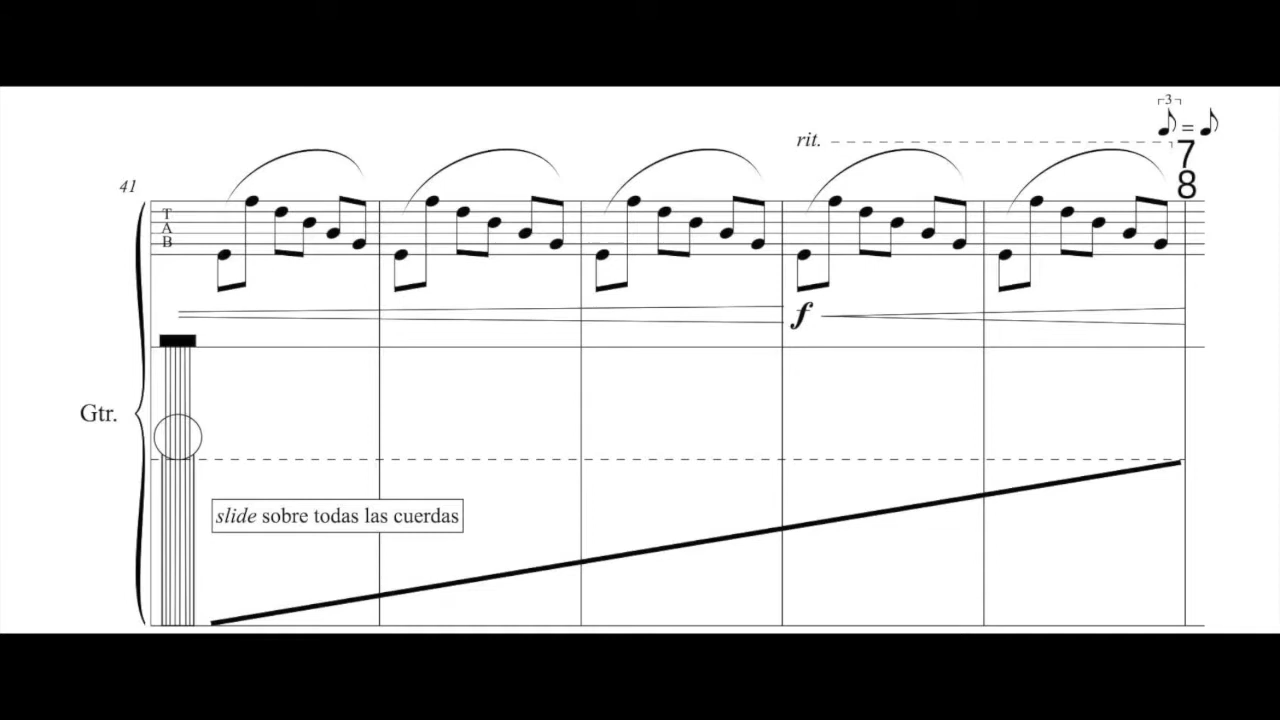 3
=
rit.
7
8
41
T
A
B
f
Gtr.
slide sobre todas las cuerdas